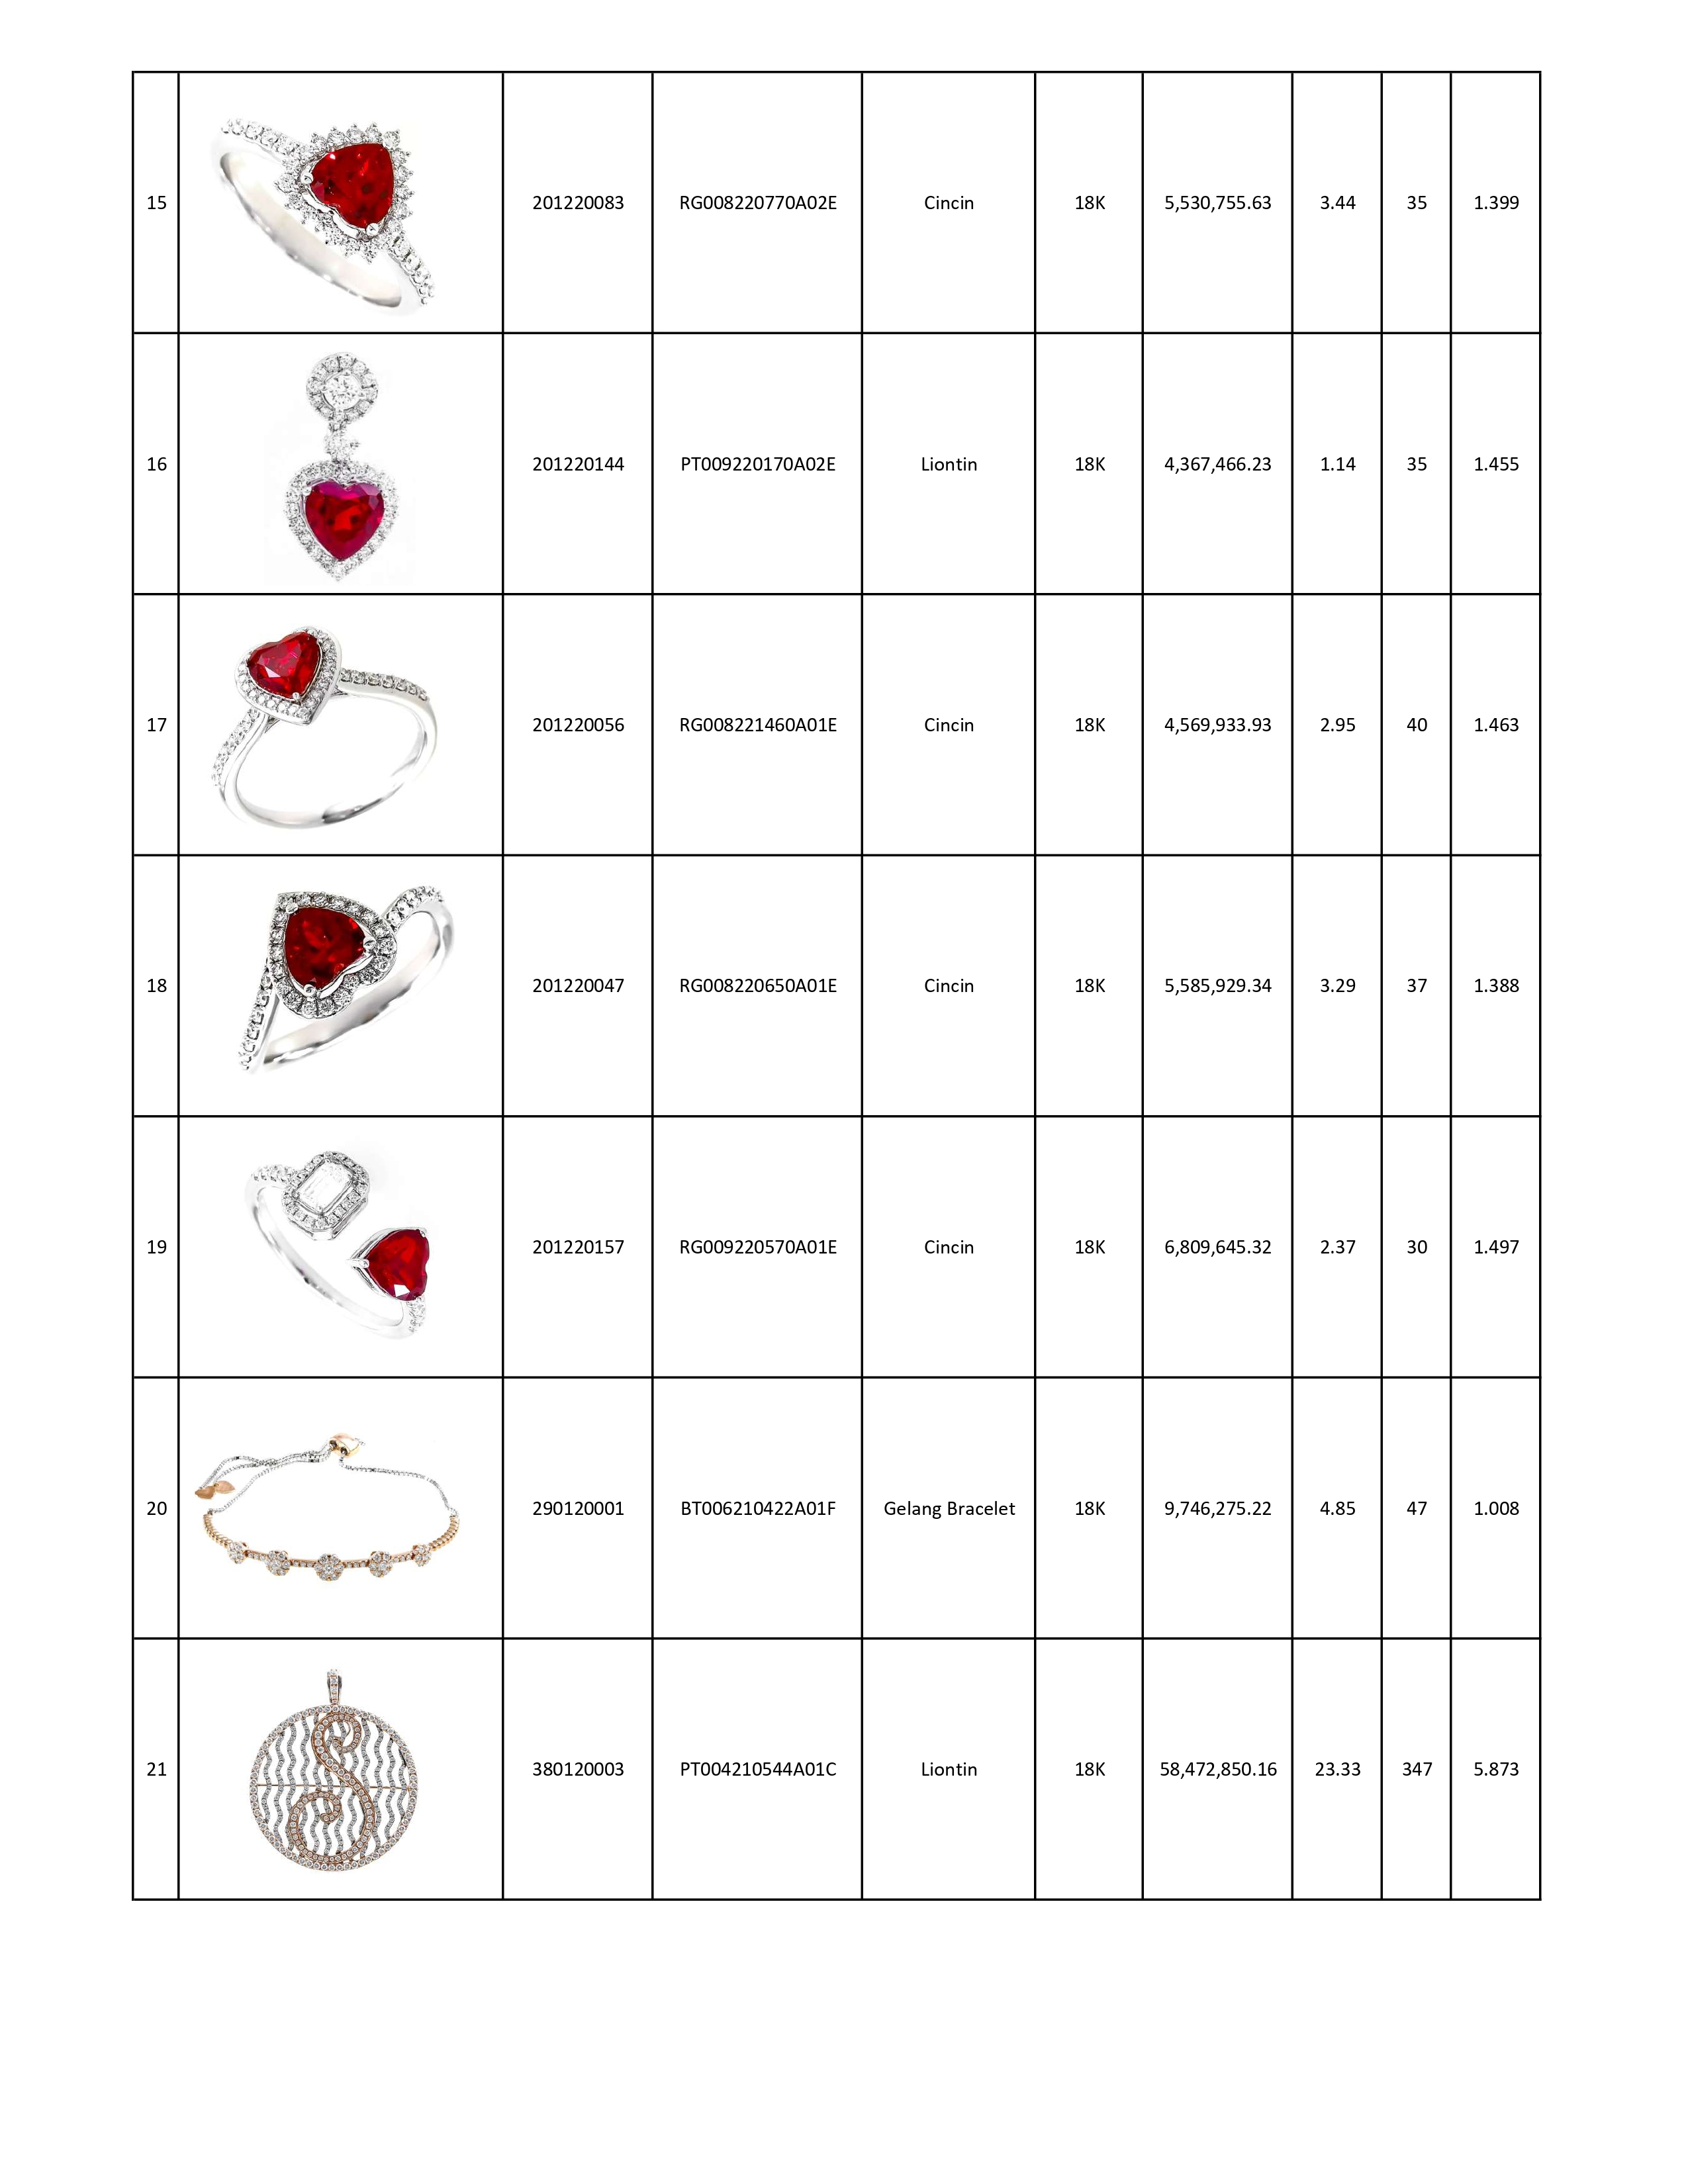 15 201220083 RG008220770A02E Cincin 18K 5,530,755.63 3.44 35 1.399
16 201220144 PT009220170A02E Liontin 18K 4,367,466.23 1.14 35 1.455
17 201220056 RG008221460A01E Cincin 18K 4,569,933.93 2.95 40 1.463
18 201220047 RG008220650A01E Cincin 18K 5,585,929.34 3.29 37 1.388
19 201220157 RG009220570A01E Cincin 18K 6,809,645.32 2.37 30 1.497
20 290120001 BT006210422A01F Gelang Bracelet 18K 9,746,275.22 4.85 47 1.008
21 380120003 PT004210544A01C Liontin 18K 58,472,850.16 23.33 347 5.873